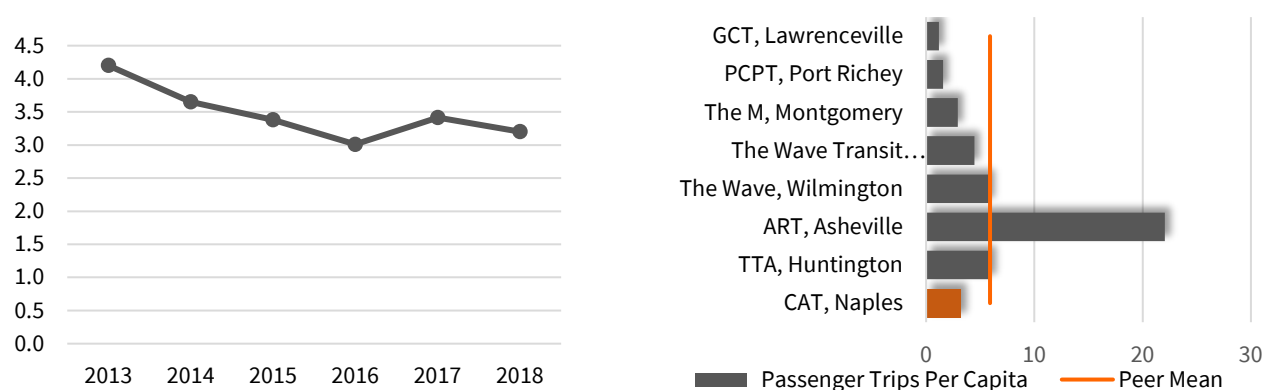 4.5
4.0
3.5
3.0
2.5
2.0
1.5
1.0
0.5
0.0
2013 2014 2015 2016 2017 2018
GCT, Lawrenceville
PCPT, Port Richey
The M, Montgomery
The Wave Transit…
The Wave, Wilmington
ART, Asheville
TTA, Huntington
CAT, Naples
0 10 20 30
Passenger Trips Per Capita Peer Mean